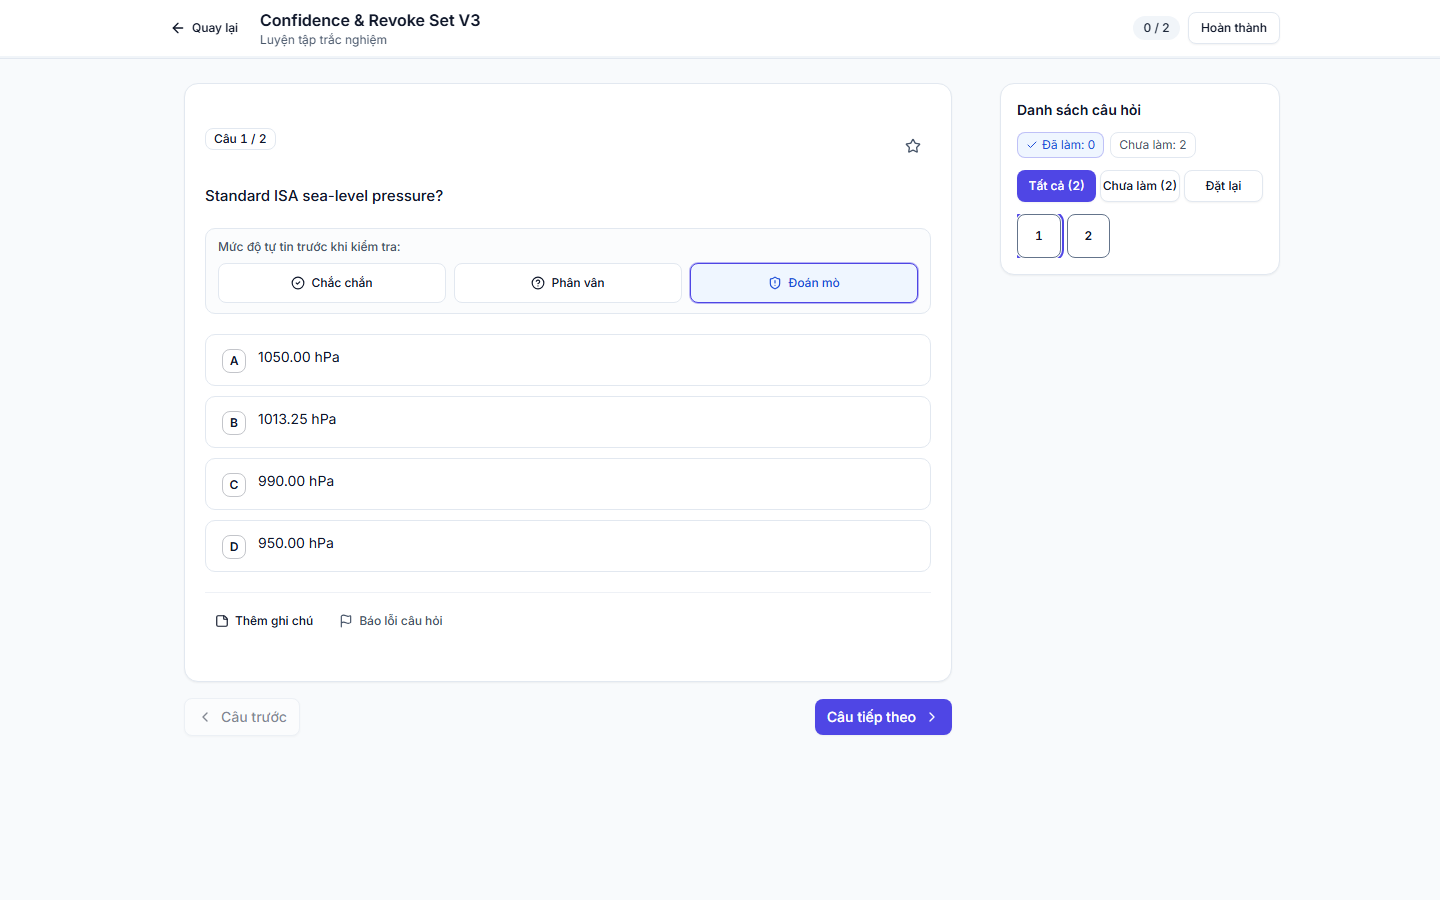 Quay lại
Confidence & Revoke Set V3
Luyện tập trắc nghiệm
0 / 2
Hoàn thành
Câu 1 / 2
Standard ISA sea-level pressure?
Mức độ tự tin trước khi kiểm tra:
Chắc chắn
Phân vân
Đoán mò
A 1050.00 hPa
B 1013.25 hPa
C 990.00 hPa
D 950.00 hPa
Thêm ghi chú
Báo lỗi câu hỏi
Câu trước
Câu tiếp theo
Danh sách câu hỏi
Đã làm: 0
Chưa làm: 2
Tất cả (2)
Chưa làm (2)
Đặt lại
1
2